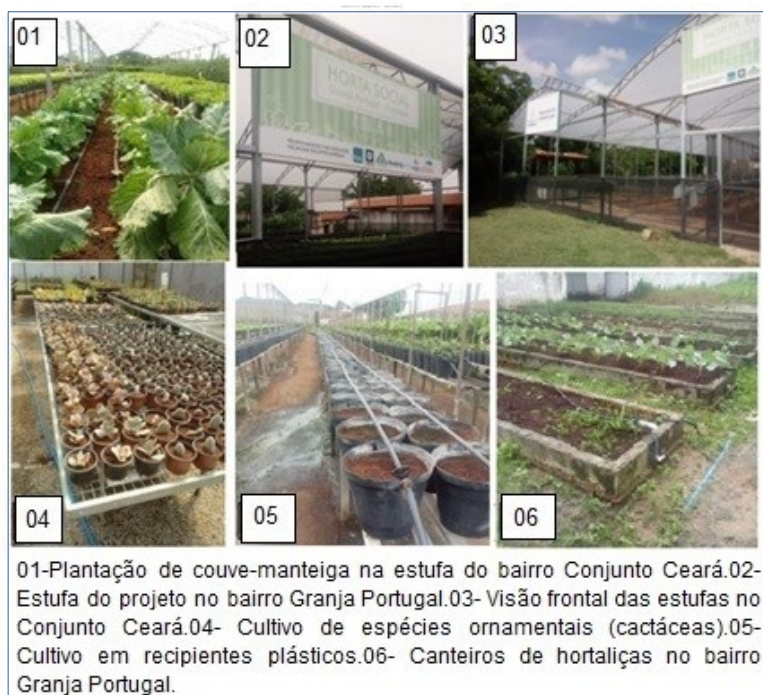 01
02
03
HORTA SOCIAL
HORTA SO
04
05
06
01-Plantação de couve-manteiga na estufa do bairro Conjunto Ceará.02-
Estufa do projeto no bairro Granja Portugal.03- Visão frontal das estufas no
Conjunto Ceará.04- Cultivo de espécies ornamentais (cactáceas).05-
Cultivo em recipientes plásticos.06- Canteiros de hortaliças no bairro
Granja Portugal.